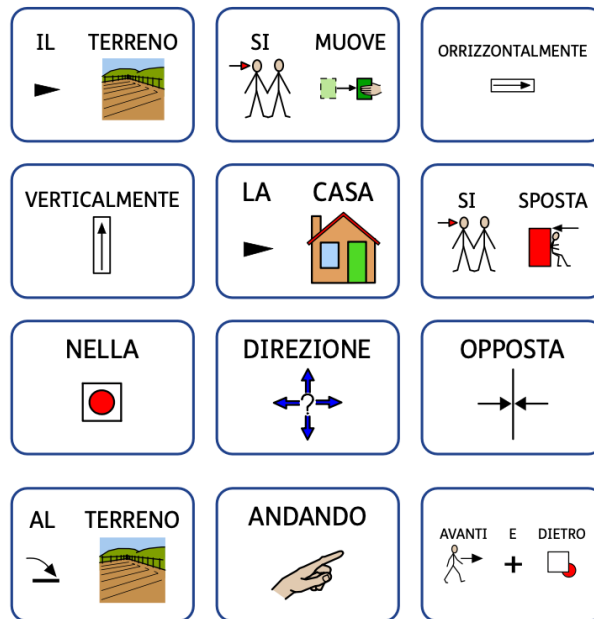 IL TERRENO
SI MUOVE
ORRIZZONTALMENTE
VERTICALMENTE
LA CASA
SI SPOSTA
NELLA
DIREZIONE
OPPOSTA
AL TERRENO
ANDANDO
AVANTI E DIETRO